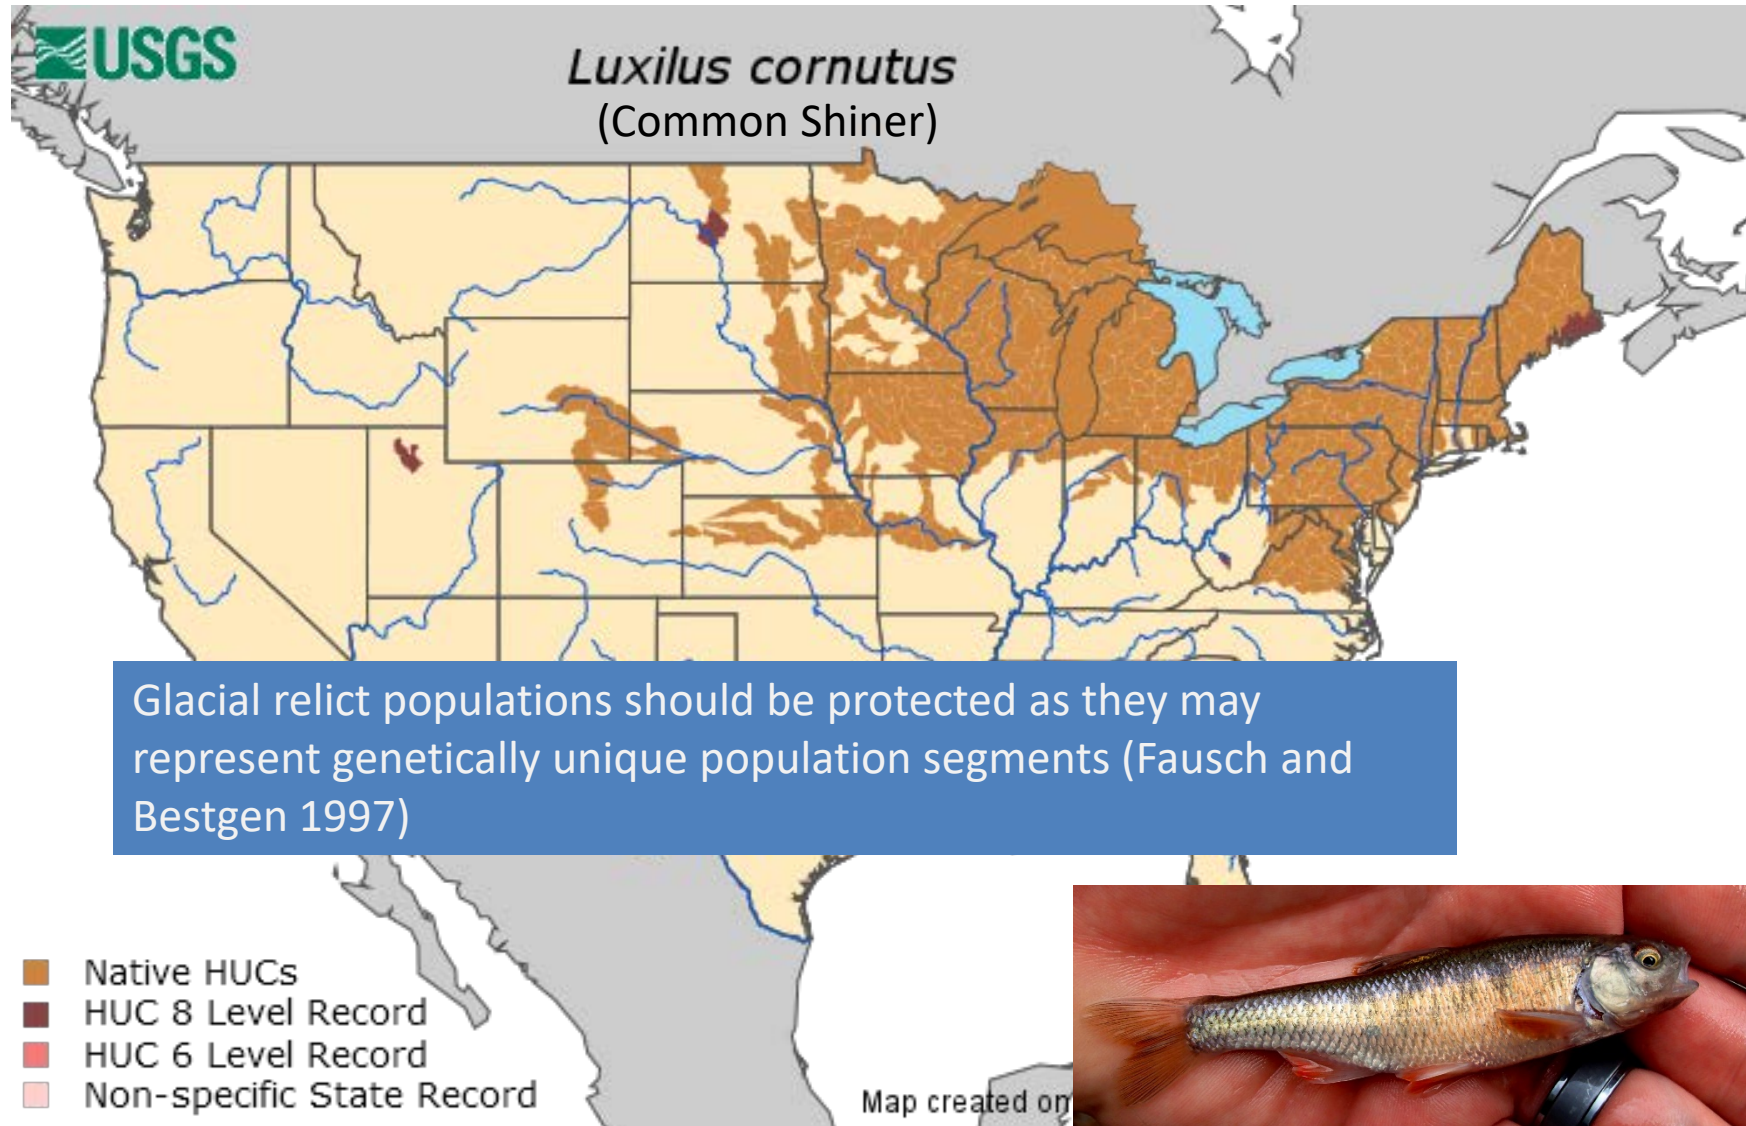 USGS
Luxilus cornutus
(Common Shiner)
Glacial relict populations should be protected as they may
represent genetically unique population segments (Fausch and
Bestgen 1997)
Native HUCs
HUC 8 Level Record
HUC 6 Level Record
Non-specific State Record
Map created on